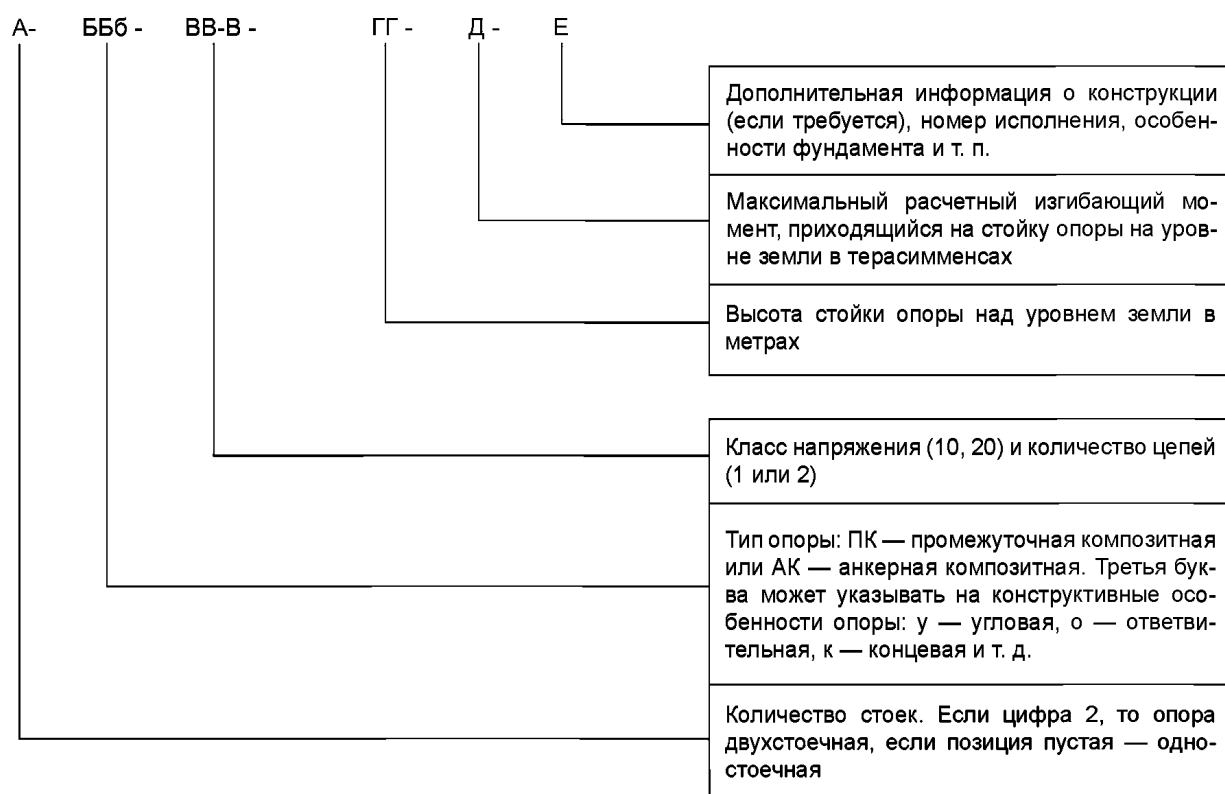 А- ББб - ВВ-В - ГГ - Д - Е
Дополнительная информация о конструкции
(если требуется), номер исполнения, особен-
ности фундамента и т. п.
Максимальный расчетный изгибающий мо-
мент, приходящийся на стойку опоры на уров-
не земли в терасимменсах
Высота стойки опоры над уровнем земли в
метрах
Класс напряжения (10, 20) и количество цепей
(1 или 2)
Тип опоры: ПК — промежуточная композитная
или АК — анкерная композитная. Третья бук-
ва может указывать на конструктивные осо-
бенности опоры: у — угловая, о — ответви-
тельная, к — концевая и т. д.
Количество стоек. Если цифра 2, то опора
двухстоечная, если позиция пустая — одно-
стоечная